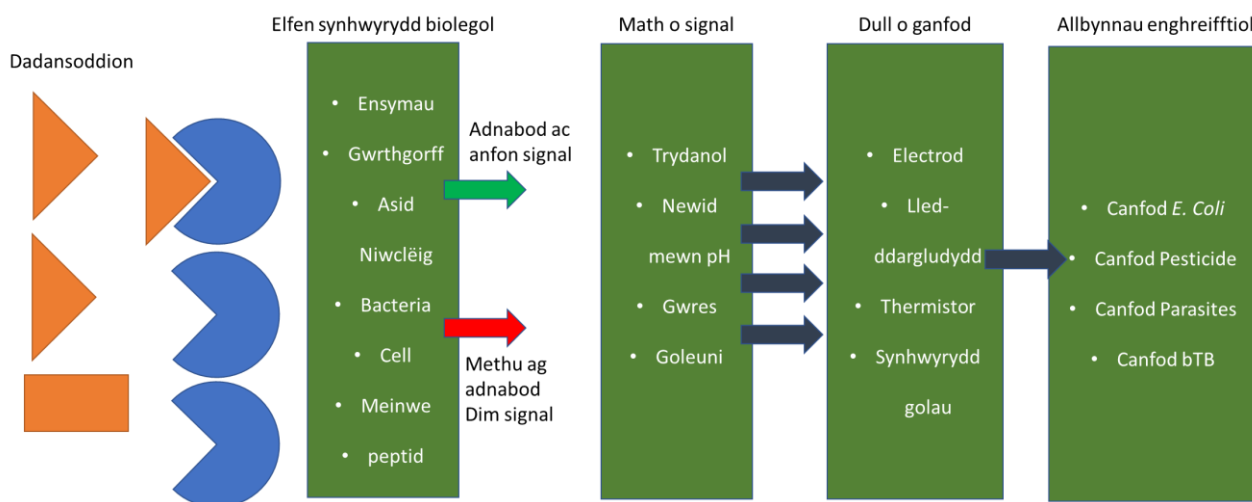 Dadansoddion
Elfen synhwyrydd biolegol
• Ensymau
• Gwrthgorff
• Asid
Niwclëig
• Bacteria
• Cell
• Meinwe
• peptid
Adnabod ac
anfon signal
Methu ag
adnabod
Dim signal
Math o signal
• Trydanol
• Newid
mewn pH
• Gwres
• Goleuni
Dull o ganfod
• Electrod
• Lled-
ddargludydd
• Thermistor
• Synhwyrydd
golau
Allbynnau enghreifftiol
• Canfod E. Coli
• Canfod Pesticide
• Canfod Parasites
• Canfod bTB